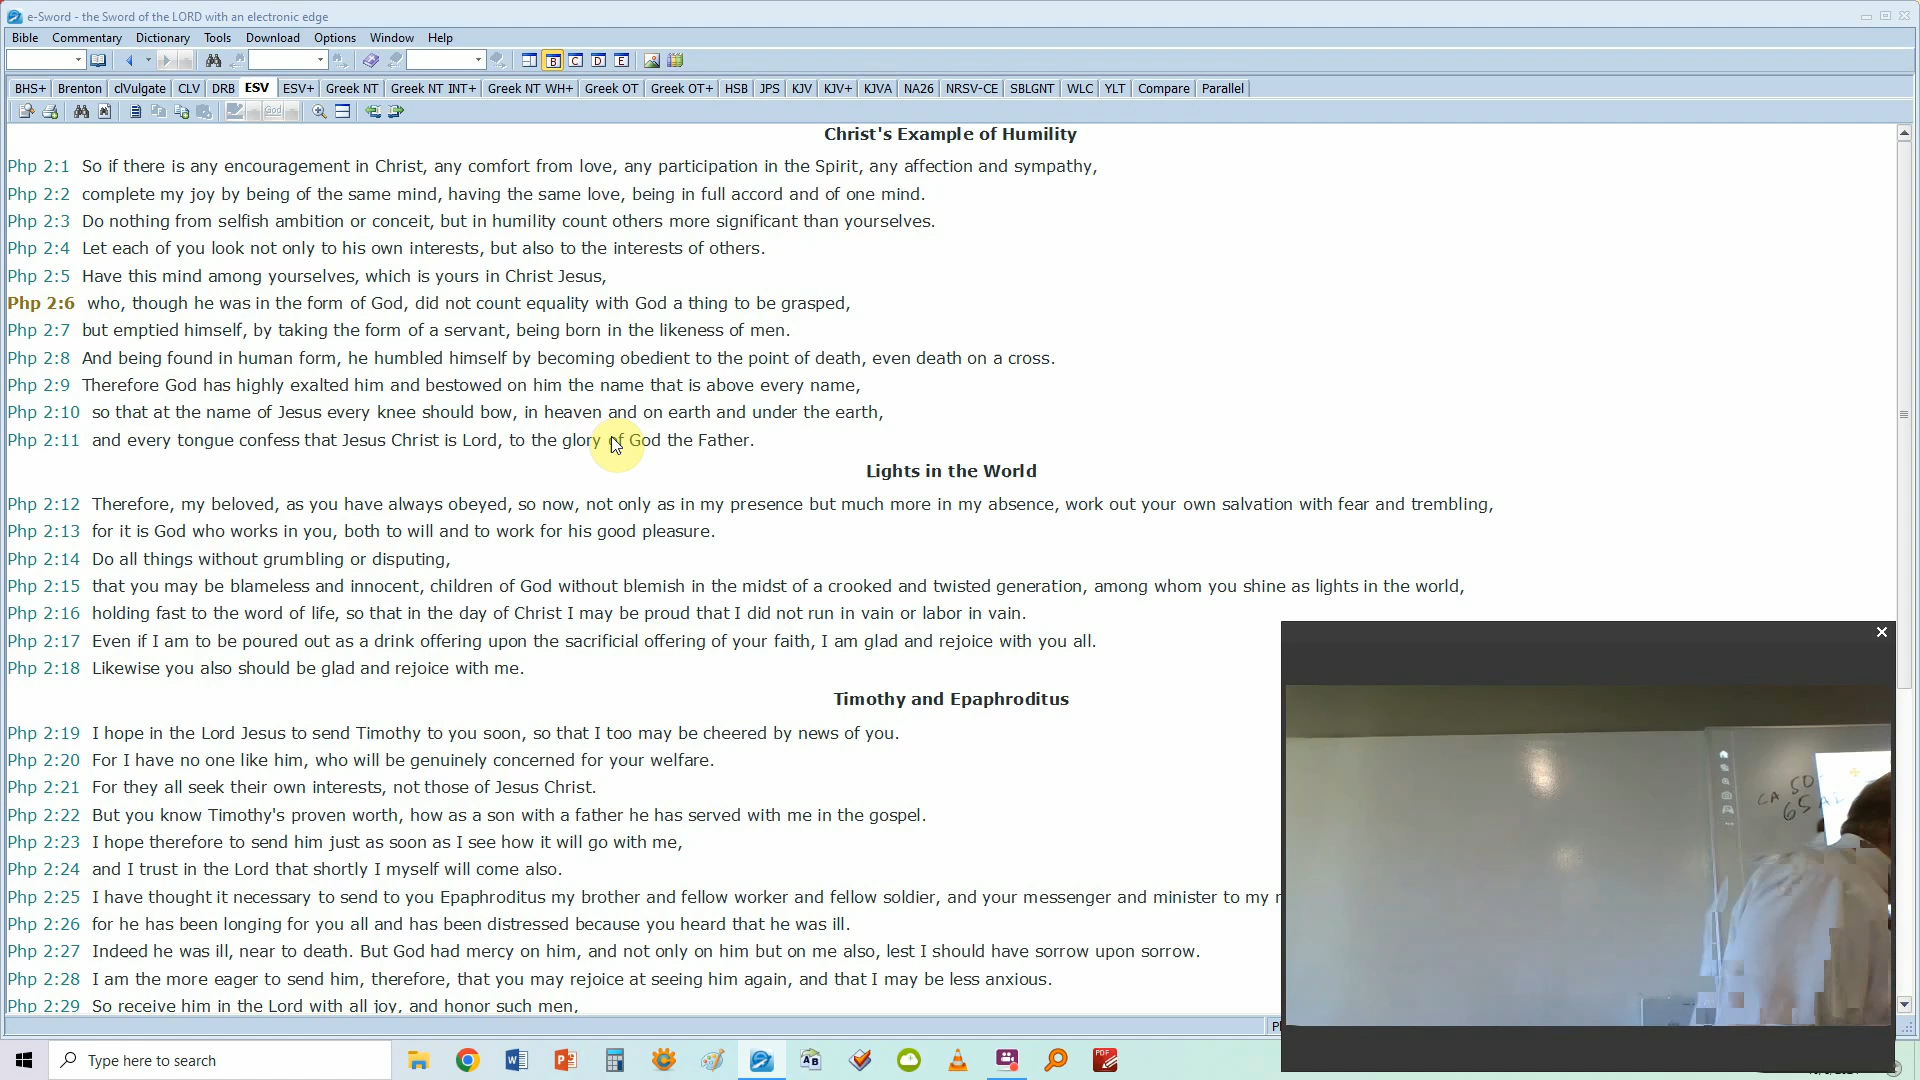 e-Sword - the Sword of the LORD with an electronic edge
Bible Commentary Dictionary Tools Download Options Window Help
B C D E
BHS+ Brenton clVulgate CLV DRB ESV ESV+ Greek NT Greek NT INT+ Greek NT WH+ Greek OT Greek OT+ HSB JPS KJV KJV+ KJVA NA26 NRSV-CE SBLGNT WLC YLT Compare Parallel
God
Christ's Example of Humility
Php 2:1 So if there is any encouragement in Christ, any comfort from love, any participation in the Spirit, any affection and sympathy,
Php 2:2 complete my joy by being of the same mind, having the same love, being in full accord and of one mind.
Php 2:3 Do nothing from selfish ambition or conceit, but in humility count others more significant than yourselves.
Php 2:4 Let each of you look not only to his own interests, but also to the interests of others.
Php 2:5 Have this mind among yourselves, which is yours in Christ Jesus,
Php 2:6 who, though he was in the form of God, did not count equality with God a thing to be grasped,
Php 2:7 but emptied himself, by taking the form of a servant, being born in the likeness of men.
Php 2:8 And being found in human form, he humbled himself by becoming obedient to the point of death, even death on a cross.
Php 2:9 Therefore God has highly exalted him and bestowed on him the name that is above every name,
Php 2:10 so that at the name of Jesus every knee should bow, in heaven and on earth and under the earth,
Php 2:11 and every tongue confess that Jesus Christ is Lord, to the glory of God the Father.
Lights in the World
Php 2:12 Therefore, my beloved, as you have always obeyed, so now, not only as in my presence but much more in my absence, work out your own salvation with fear and trembling,
Php 2:13 for it is God who works in you, both to will and to work for his good pleasure.
Php 2:14 Do all things without grumbling or disputing,
Php 2:15 that you may be blameless and innocent, children of God without blemish in the midst of a crooked and twisted generation, among whom you shine as lights in the world,
Php 2:16 holding fast to the word of life, so that in the day of Christ I may be proud that I did not run in vain or labor in vain.
Php 2:17 Even if I am to be poured out as a drink offering upon the sacrificial offering of your faith, I am glad and rejoice with you all.
Php 2:18 Likewise you also should be glad and rejoice with me.
Timothy and Epaphroditus
Php 2:19 I hope in the Lord Jesus to send Timothy to you soon, so that I too may be cheered by news of you.
Php 2:20 For I have no one like him, who will be genuinely concerned for your welfare.
Php 2:21 For they all seek their own interests, not those of Jesus Christ.
Php 2:22 But you know Timothy's proven worth, how as a son with a father he has served with me in the gospel.
Php 2:23 I hope therefore to send him just as soon as I see how it will go with me,
Php 2:24 and I trust in the Lord that shortly I myself will come also.
Php 2:25 I have thought it necessary to send to you Epaphroditus my brother and fellow worker and fellow soldier, and your messenger and minister to my
Php 2:26 for he has been longing for you all and has been distressed because you heard that he was ill.
Php 2:27 Indeed he was ill, near to death. But God had mercy on him, and not only on him but on me also, lest I should have sorrow upon sorrow.
Php 2:28 I am the more eager to send him, therefore, that you may rejoice at seeing him again, and that I may be less anxious.
Php 2:29 So receive him in the Lord with all joy, and honor such men,
CA 50
65
Type here to search
PDF